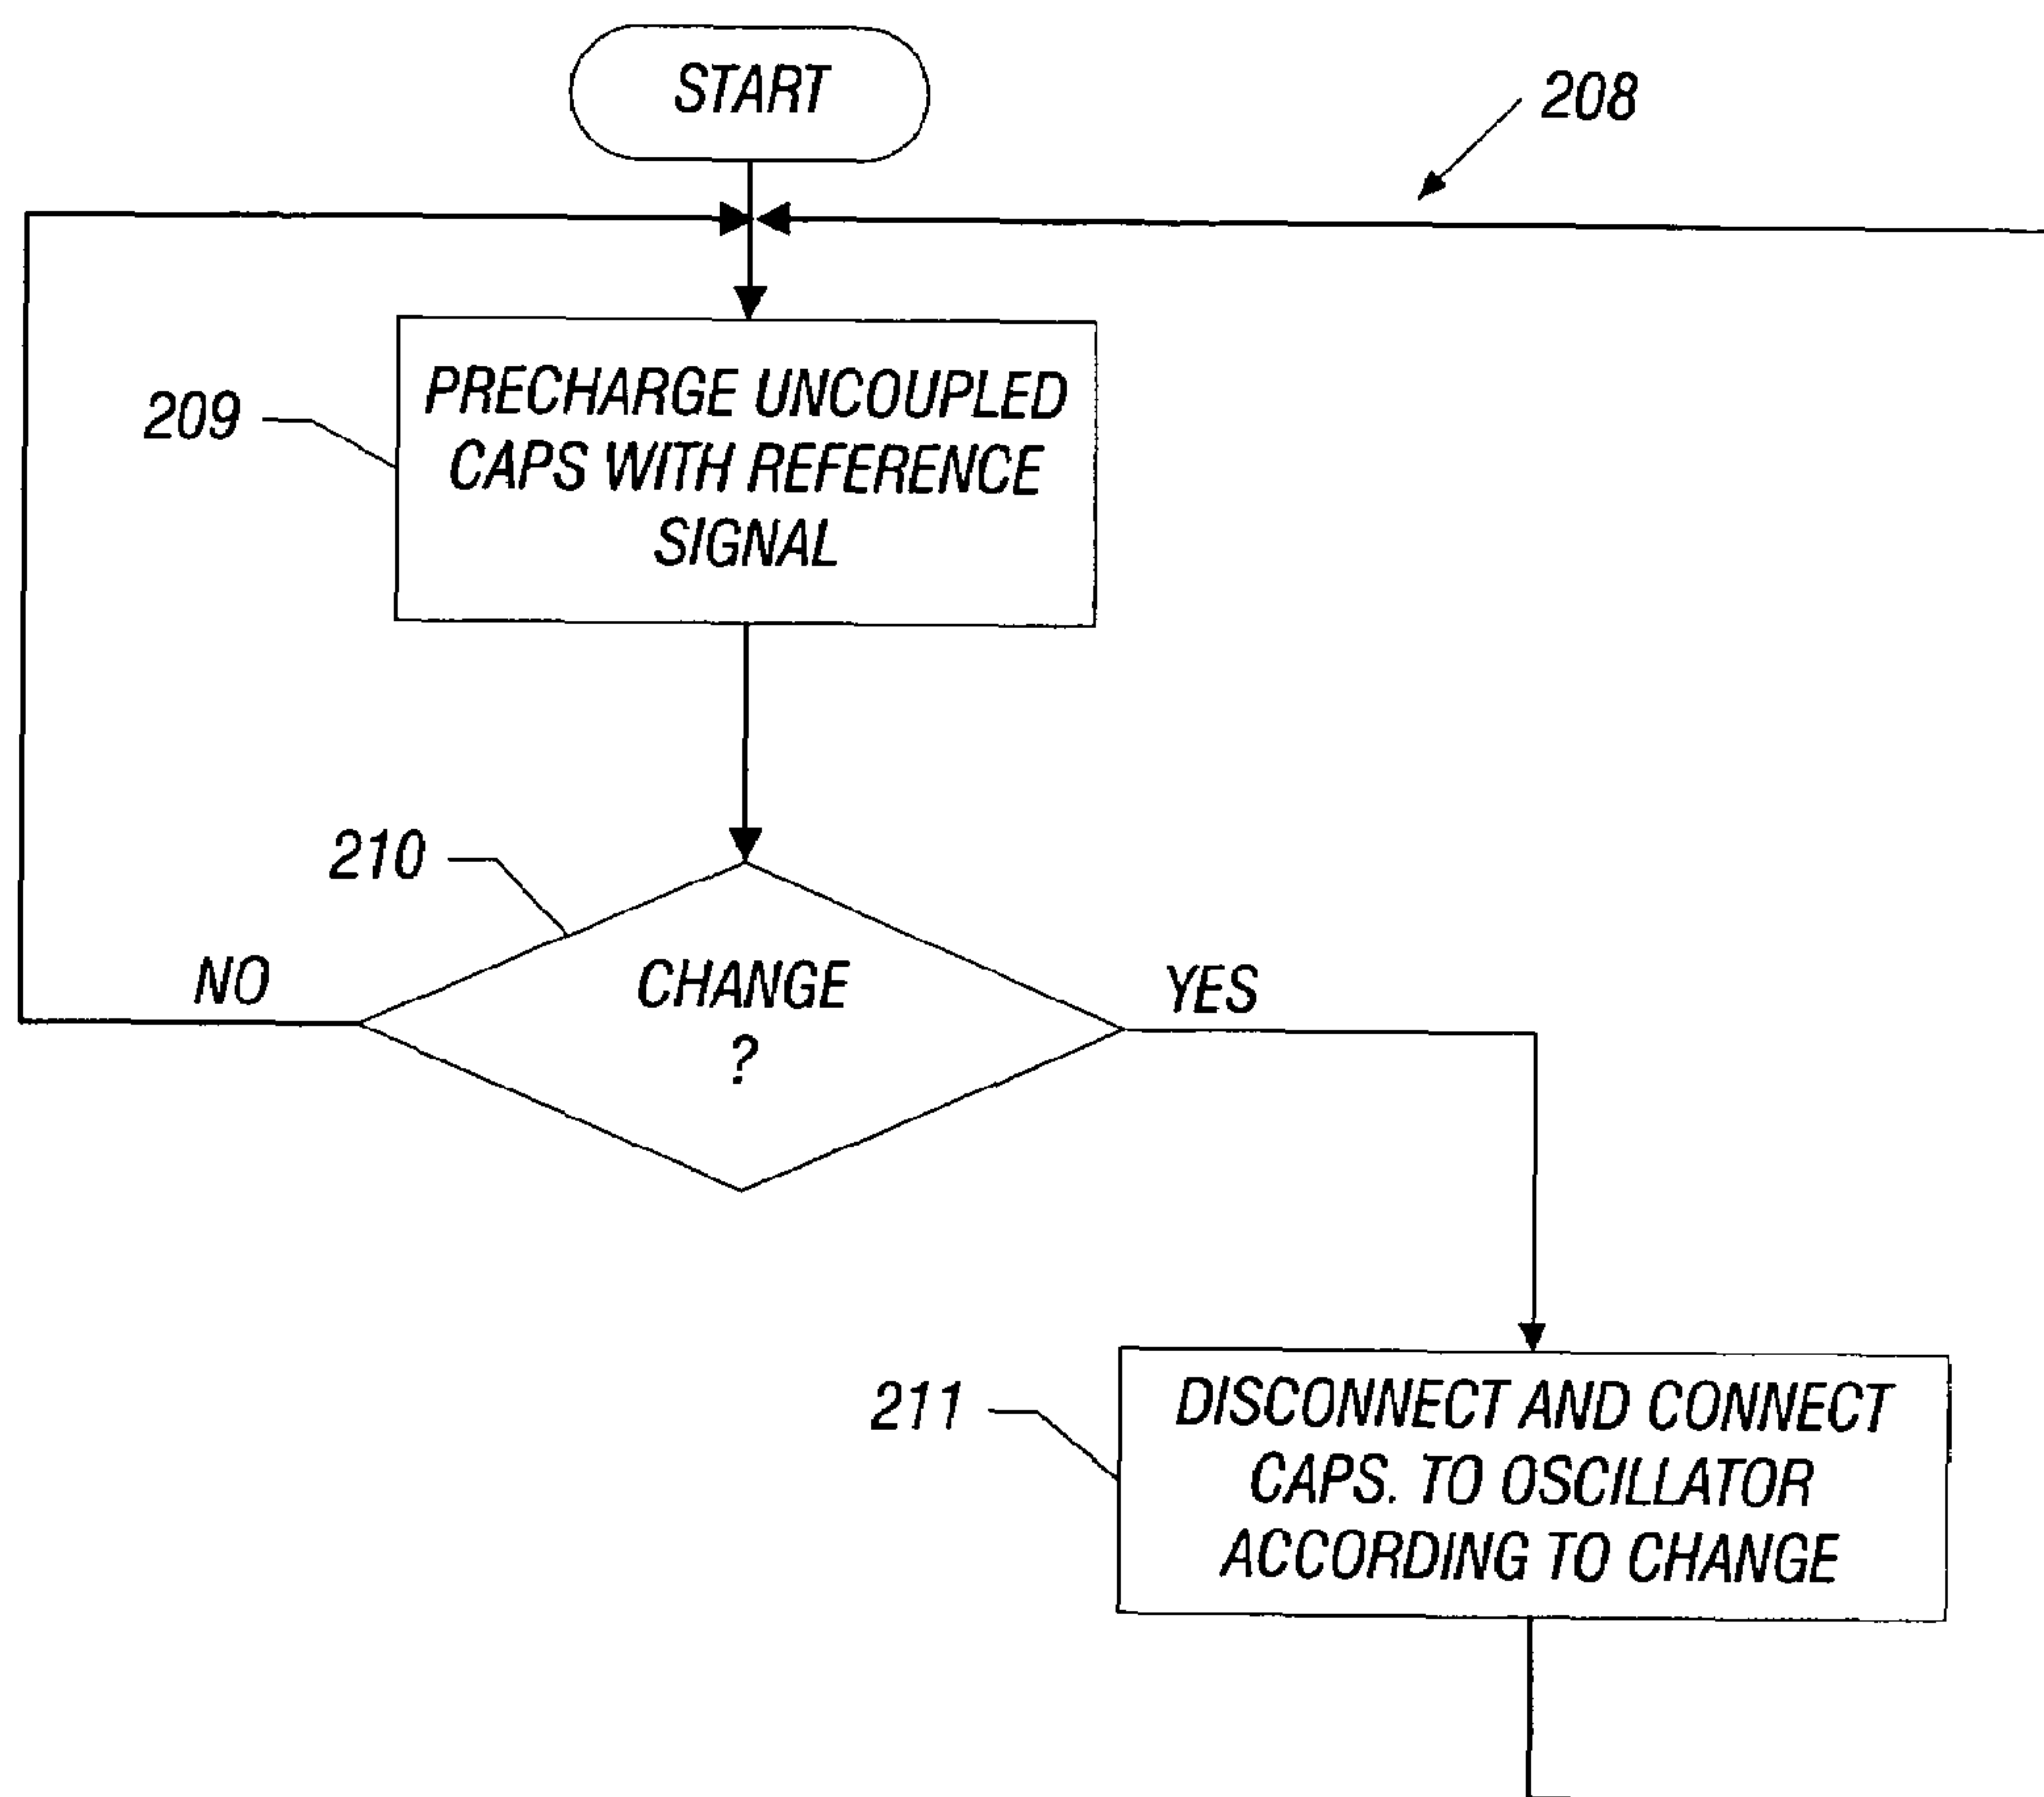 START
208
209
PRECHARGE UNCOUPLED
CAPS WITH REFERENCE
SIGNAL
210
NO
CHANGE
?
YES
211
DISCONNECT AND CONNECT
CAPS. TO OSCILLATOR
ACCORDING TO CHANGE